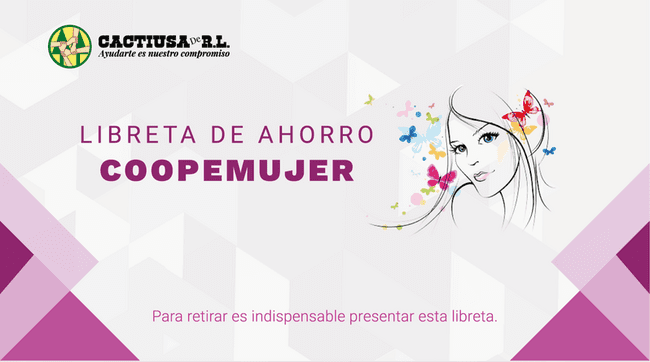 CACTIUSA De R.L.
Ayudarte es nuestro compromiso
LIBRETA DE AHORRO
COOPEMUJER
Para retirar es indispensable presentar esta libreta.